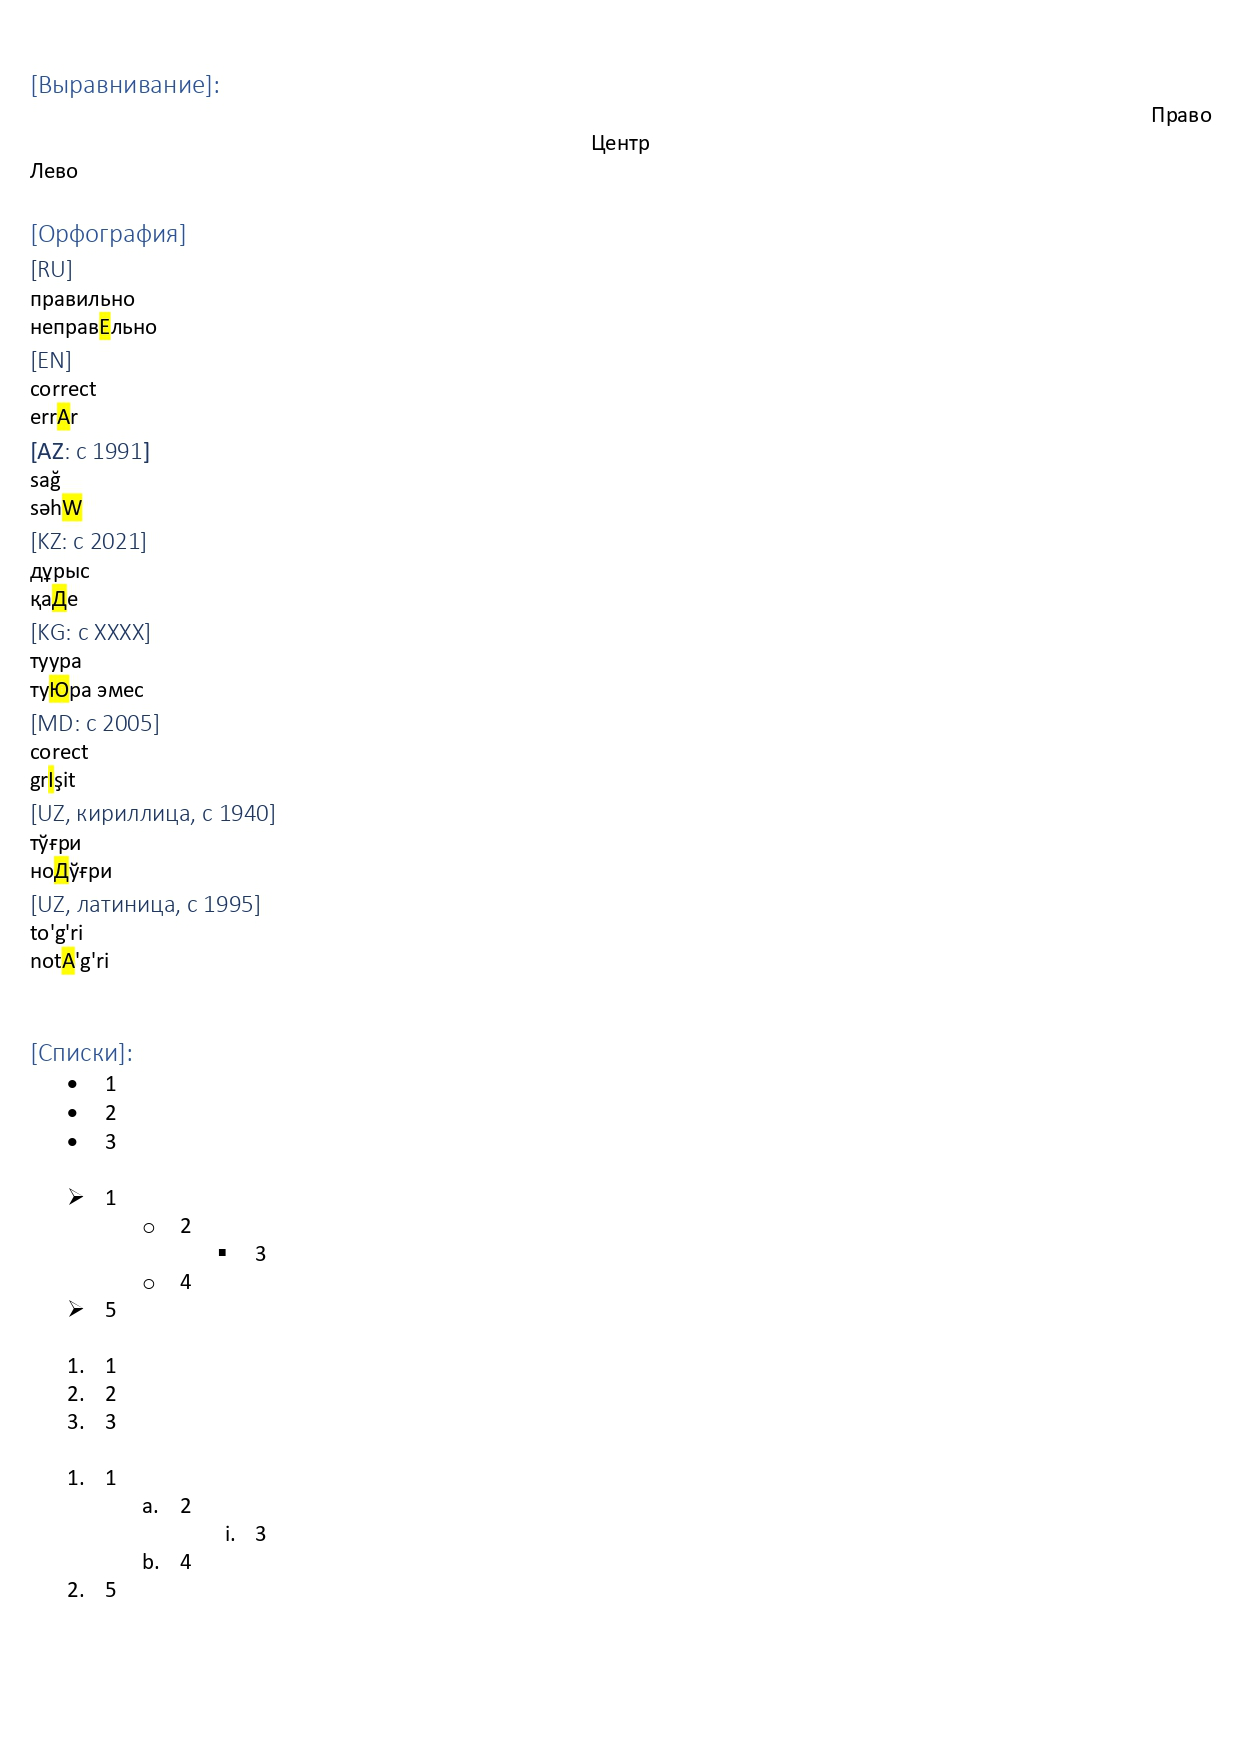 [Выравнивание]:
Право
Центр
Лево
[Орфография]
[RU]
правильно
неправЕльно
[EN]
correct
errAr
[AZ: с 1991]
sağ
səhW
[KZ: с 2021]
дұрыс
қаДе
[KG: с XXXX]
туура
туЮра эмес
[MD: с 2005]
corect
grIşit
[UZ, кириллица, с 1940]
тўғри
ноДўғри
[UZ, латиница, с 1995]
to'g'ri
notA'g'ri
[Списки]:
• 1
• 2
• 3
➢ 1
o 2
▪ 3
o 4
➢ 5
1. 1
2. 2
3. 3
1. 1
a. 2
i. 3
b. 4
2. 5